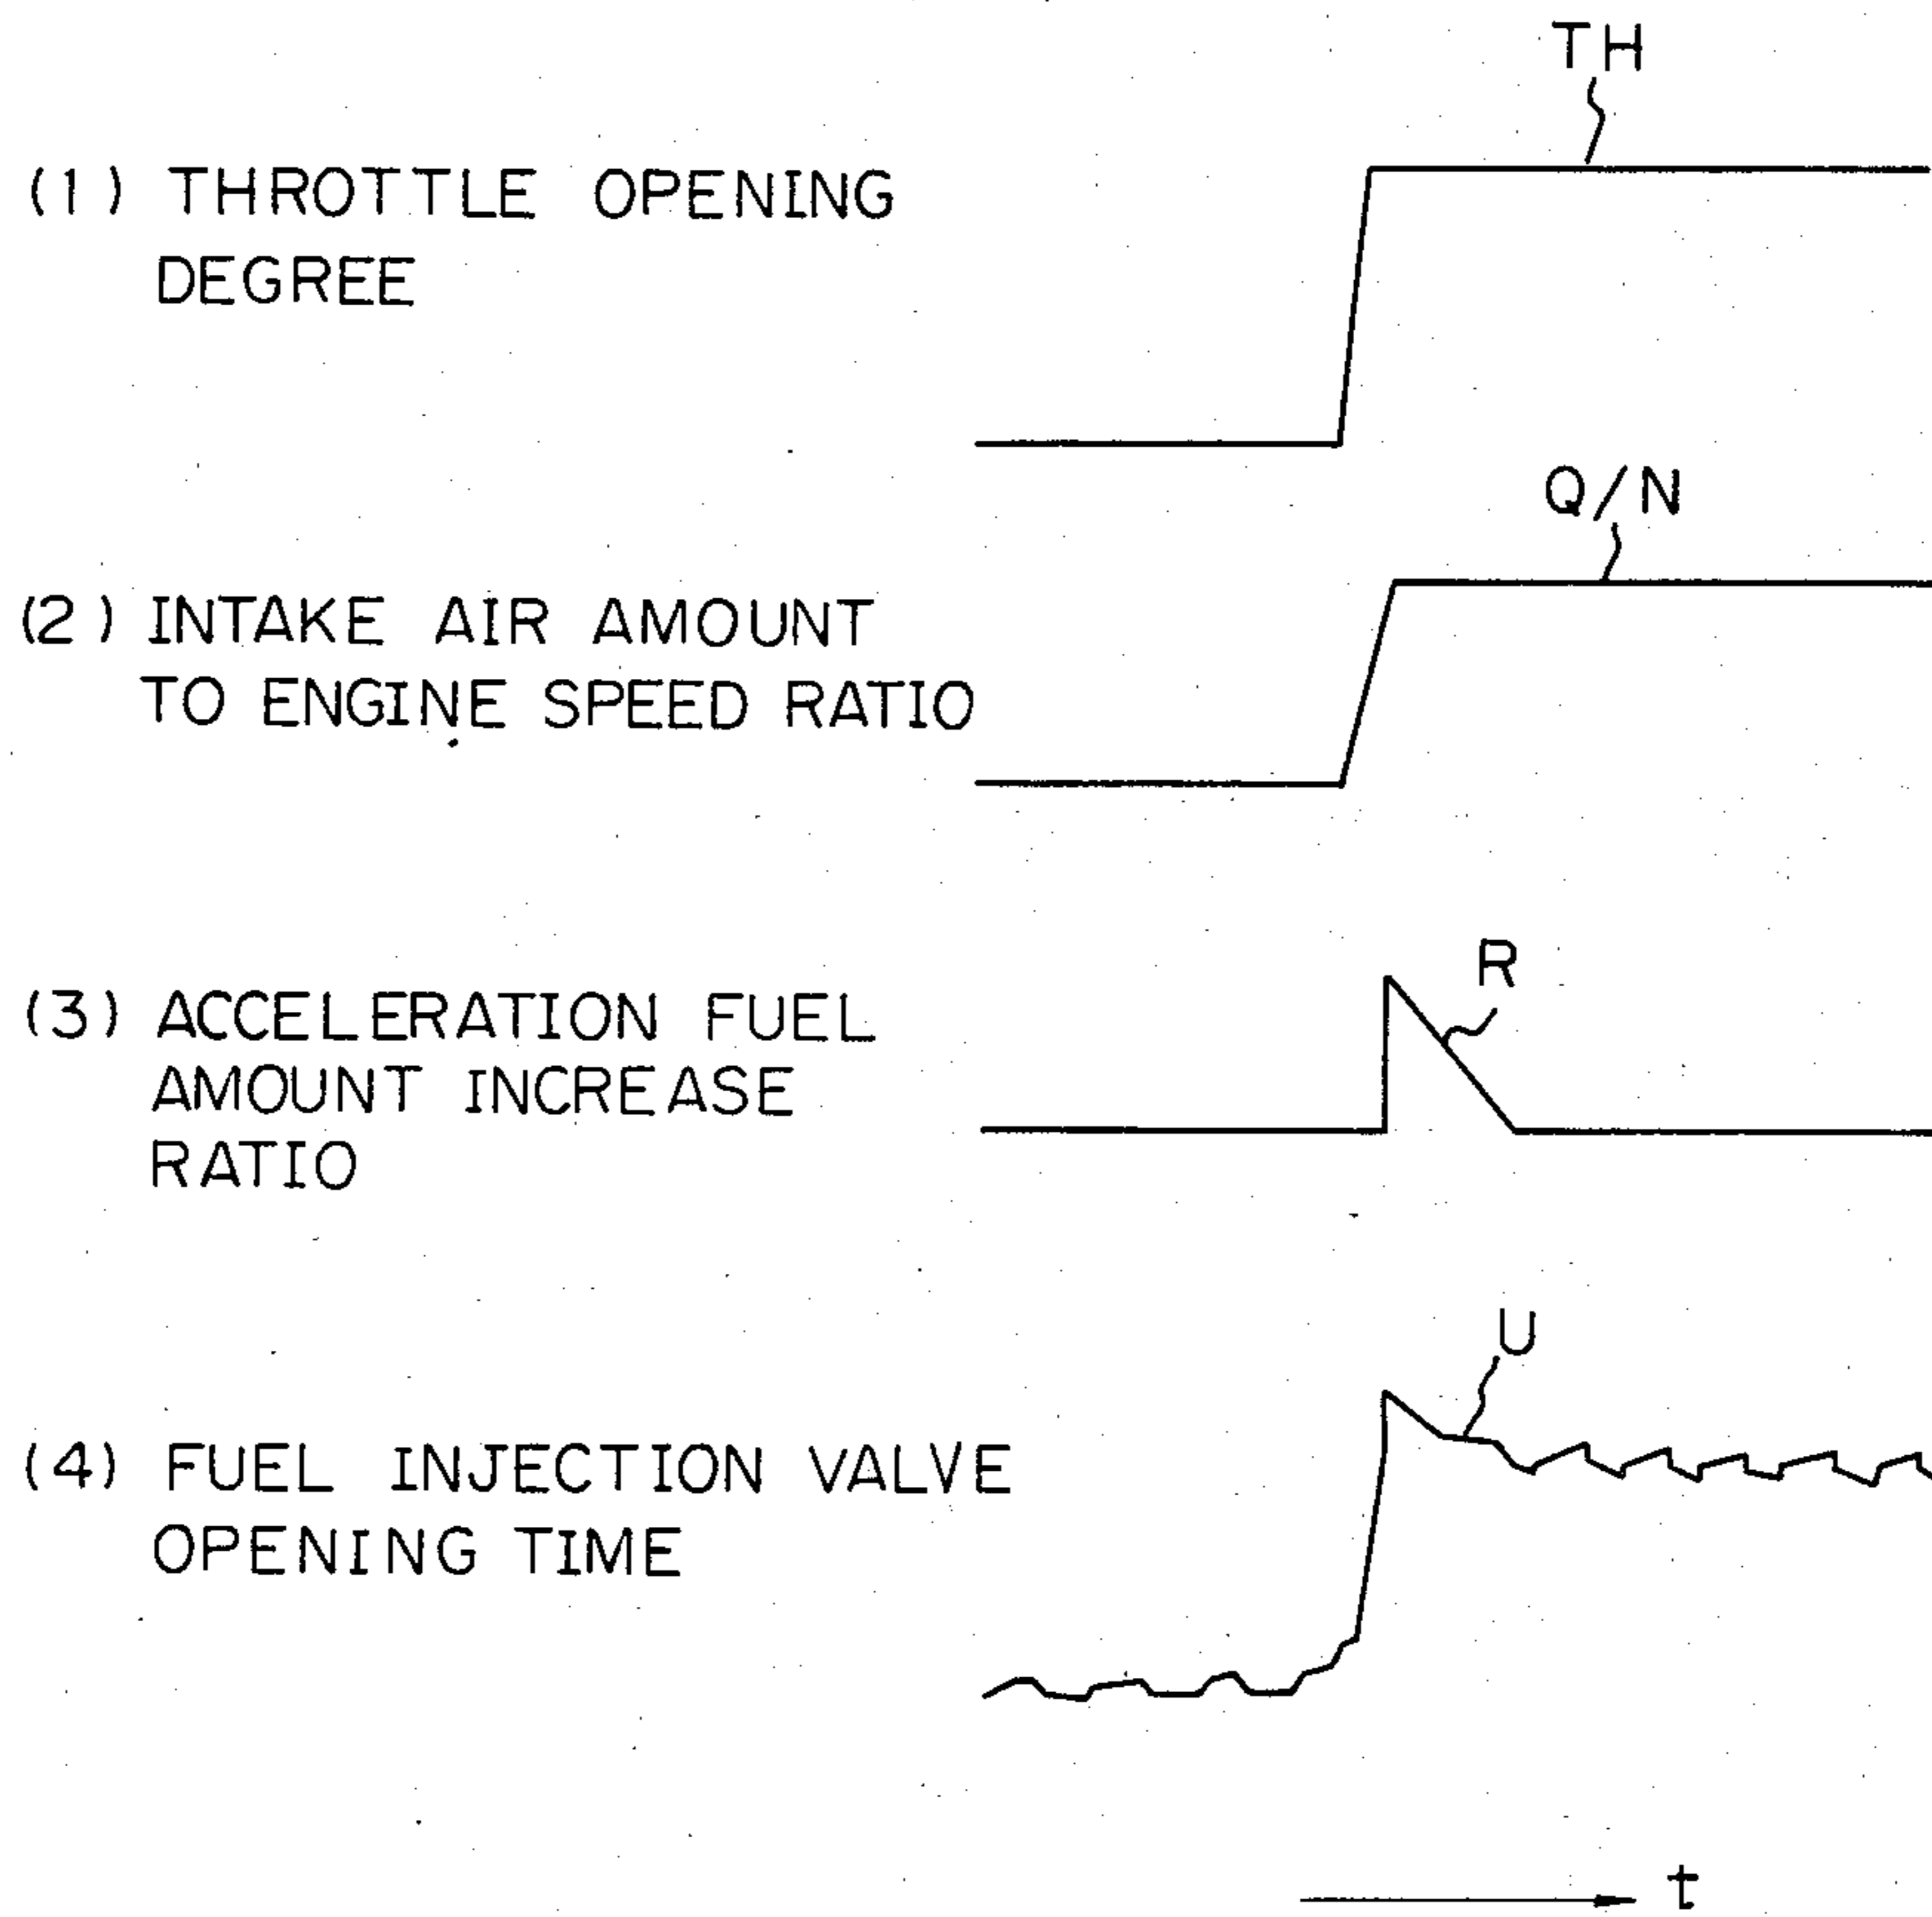 TH
(1) THROTTLE OPENING
DEGREE
Q/N
(2) INTAKE AIR AMOUNT
TO ENGINE SPEED RATIO
R
(3) ACCELERATION FUEL
AMOUNT INCREASE
RATIO
U
(4) FUEL INJECTION VALVE
OPENING TIME
t